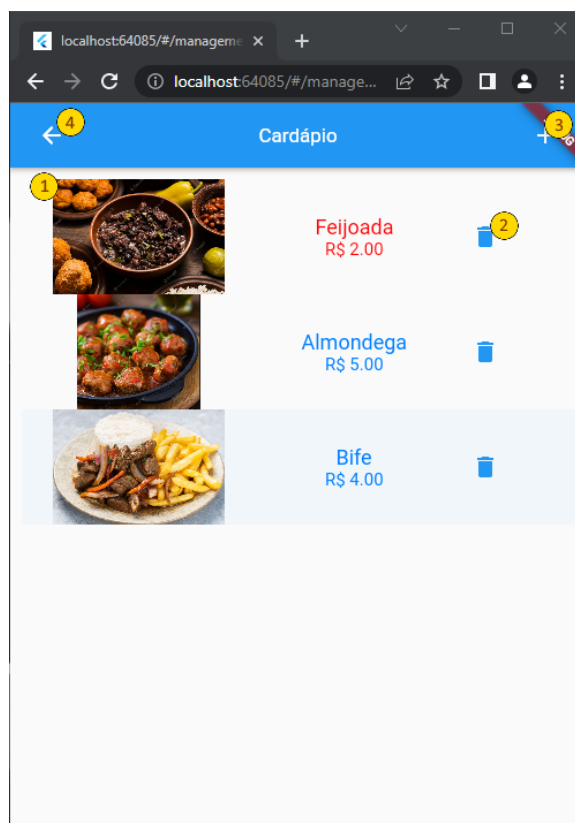 localhost:64085/#/manageme
localhost:64085/#/manage...
4
Cardápio
3
1
Feijoada
R$ 2.00
2
Almondega
R$ 5.00
Bife
R$ 4.00